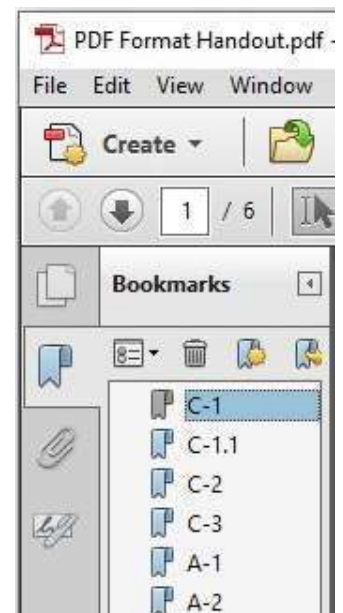 PDF Format Handout.pdf -
File Edit View Window
Create
1 / 6
Bookmarks
C-1
C-1.1
C-2
C-3
A-1
A-2